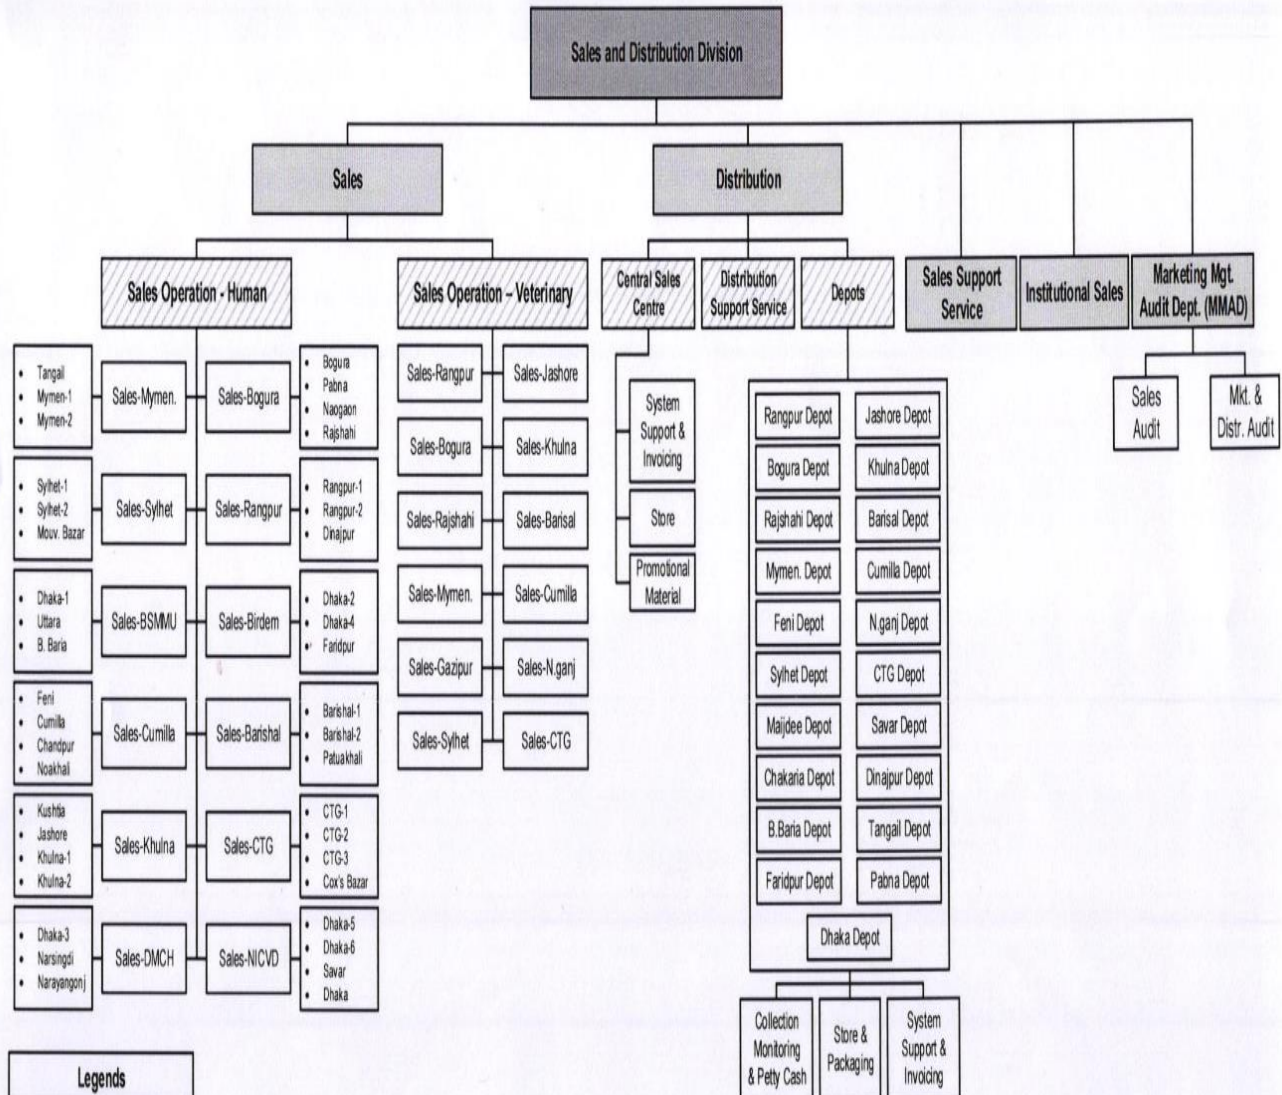 Sales and Distribution Division
Sales
Distribution
Sales Operation - Human
Sales Operation – Veterinary
Central Sales
Centre
Distribution
Support Service
Depots
Sales Support
Service
Institutional Sales
Marketing Mgt.
Audit Dept. (MMAD)
• Tangail
• Mymen-1
• Mymen-2
Sales-Mymen.
Sales-Bogura
• Bogura
• Pabna
• Naogaon
• Rajshahi
• Sylhet-1
• Sylhet-2
• Mouv. Bazar
Sales-Sylhet
Sales-Rangpur
• Rangpur-1
• Rangpur-2
• Dinajpur
• Dhaka-1
• Uttara
• B. Baria
Sales-BSMMU
Sales-Birdem
• Dhaka-2
• Dhaka-4
• Faridpur
• Feni
• Cumilla
• Chandpur
• Noakhali
Sales-Cumilla
Sales-Barishal
• Barishal-1
• Barishal-2
• Patuakhali
• Kushtia
• Jashore
• Khulna-1
• Khulna-2
Sales-Khulna
Sales-CTG
• CTG-1
• CTG-2
• CTG-3
• Cox's Bazar
• Dhaka-3
• Narsingdi
• Narayangonj
Sales-DMCH
Sales-NICVD
• Dhaka-5
• Dhaka-6
• Savar
• Dhaka
Sales-Rangpur
Sales-Jashore
Sales-Bogura
Sales-Khulna
Sales-Rajshahi
Sales-Barisal
Sales-Mymen.
Sales-Cumilla
Sales-Gazipur
Sales-N.ganj
Sales-Sylhet
Sales-CTG
System
Support &
Invoicing
Store
Promotional
Material
Rangpur Depot
Jashore Depot
Bogura Depot
Khulna Depot
Rajshahi Depot
Barisal Depot
Mymen. Depot
Cumilla Depot
Feni Depot
N.ganj Depot
Sylhet Depot
CTG Depot
Maijdee Depot
Savar Depot
Chakaria Depot
Dinajpur Depot
B.Baria Depot
Tangail Depot
Faridpur Depot
Pabna Depot
Dhaka Depot
Collection
Monitoring
& Petty Cash
Store &
Packaging
System
Support &
Invoicing
Sales
Audit
Mkt. &
Distr. Audit
Legends